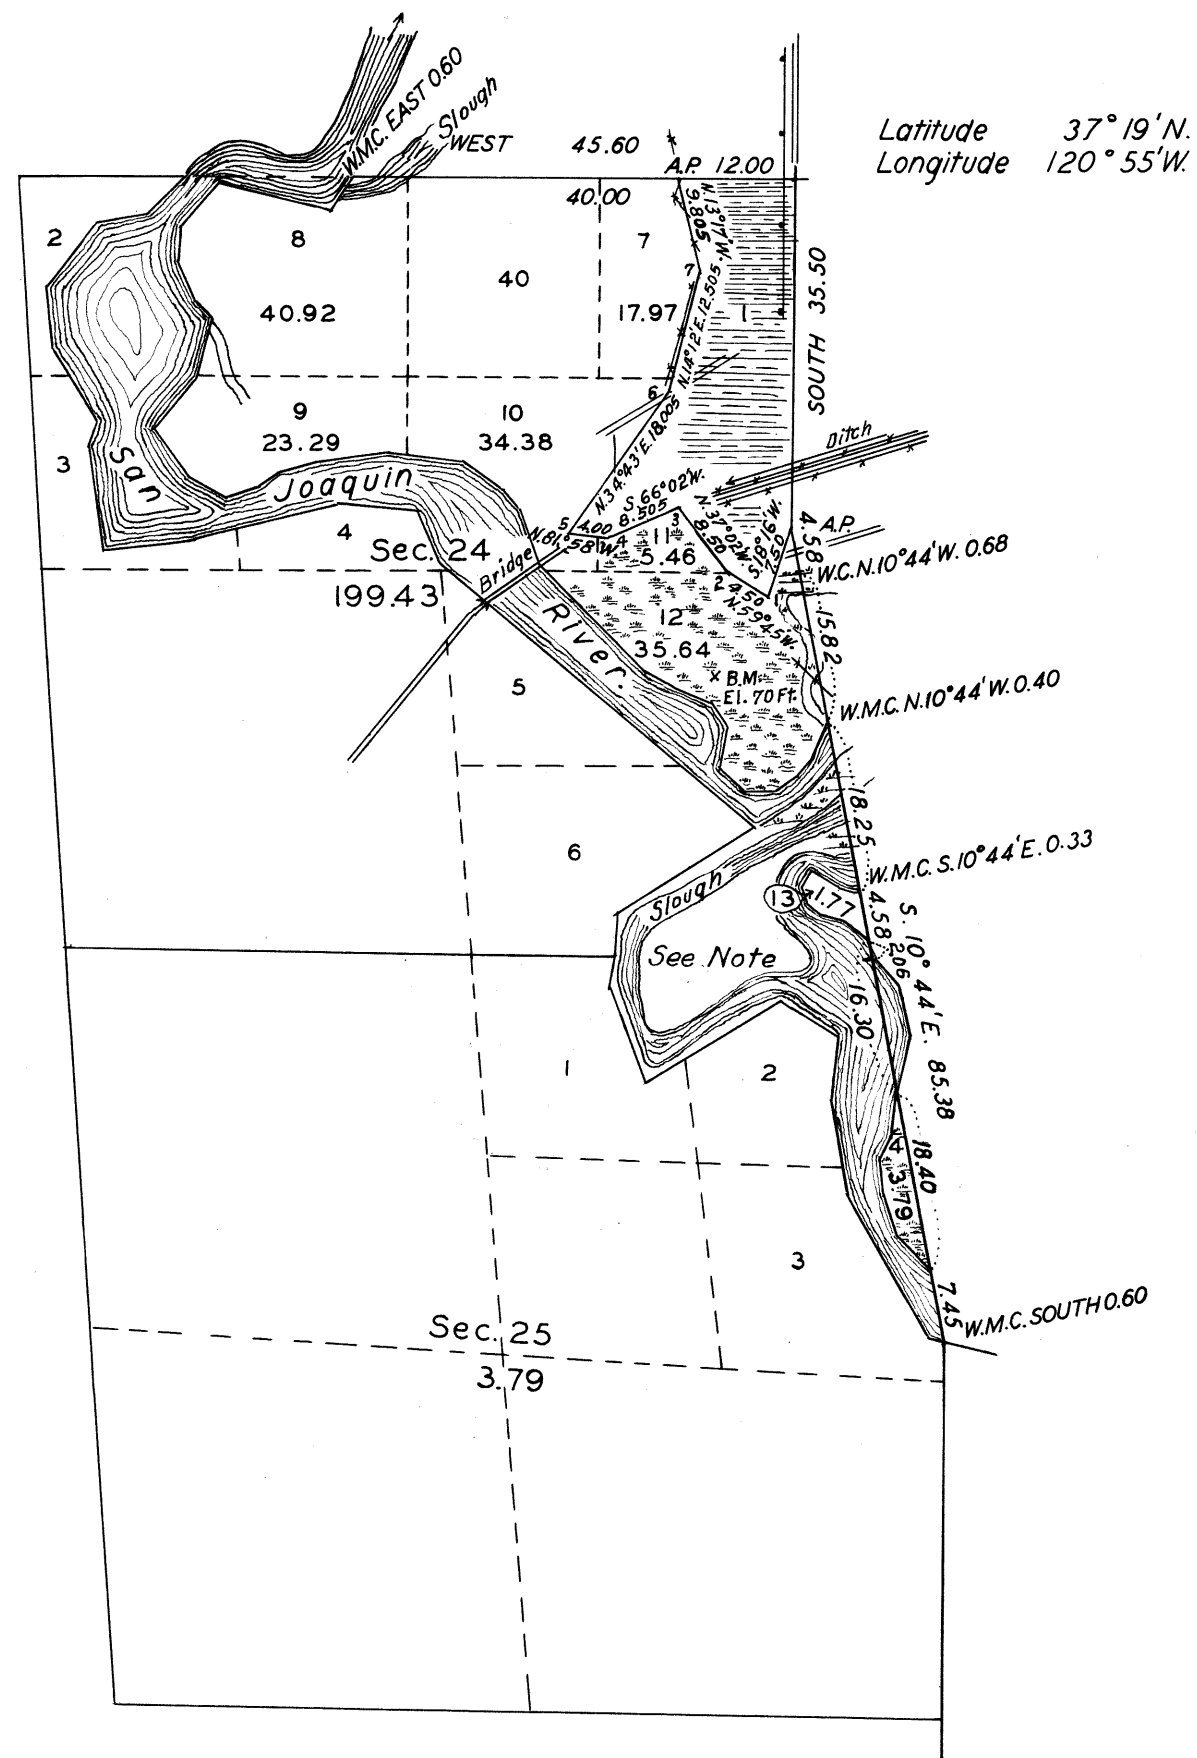 W.M.C. EAST 0.60
Slough
WEST 45.60
A.P. 12.00
Latitude 37° 19' N.
Longitude 120° 55' W.
40.00
N. 13° 17' W.
9.805
2
8
7
40
7
40.92
17.97
N. 14° 12' E. 12.505
1
SOUTH 35.50
6
9
23.29
10
34.38
N. 34° 43' E. 18.005
Ditch
3
San
Joaquin
River.
4
Sec. 24
199.43
Bridge
5
4.00
N. 81° 58' W.
4
S. 66° 02' W.
8.505
3
11
5.46
N. 37° 02' W.
8.50
S. 18° 16' W.
7.50
2
4.50
N. 59° 45' W.
1
4.58
A.P.
W.C. N. 10° 44' W. 0.68
15.82
12
35.64
x B.M.
El. 70 Ft.
W.M.C. N. 10° 44' W. 0.40
5
6
18.25
W.M.C. S. 10° 44' E. 0.33
Slough
13
1.77
4.58
2.06
S. 10° 44' E. 85.38
See Note
16.30
1
2
4
3.79
18.40
3
7.45
W.M.C. SOUTH 0.60
Sec. 25
3.79